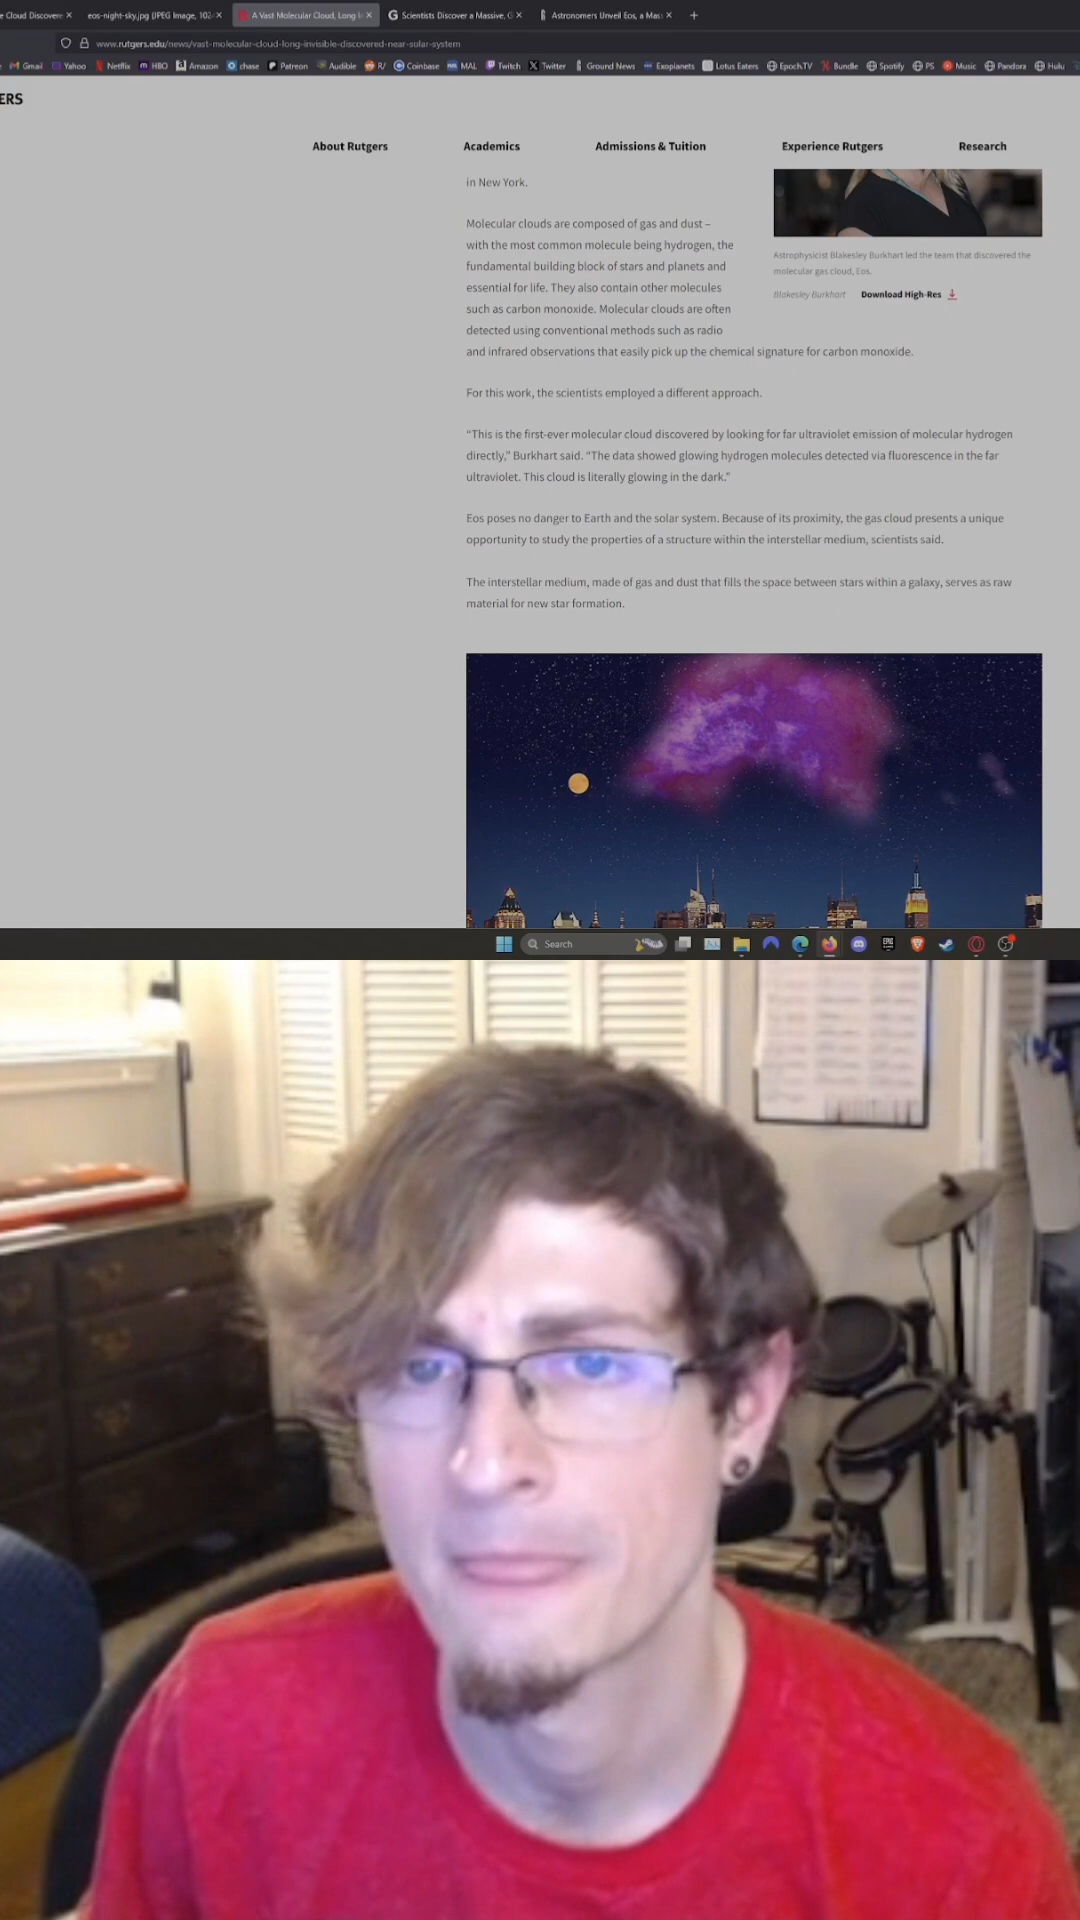 e Cloud Discovere × eos-night-sky.jpg (JPEG Image, 102 × A Vast Molecular Cloud, Long I × Scientists Discover a Massive, G × Astronomers Unveil Eos, a Mas × +
www.rutgers.edu/news/vast-molecular-cloud-long-invisible-discovered-near-solar-system
Gmail Yahoo Netflix HBO Amazon chase Patreon Audible R/ Coinbase MAL Twitch Twitter Ground News Exoplanets Lotus Eaters EpochTV Bundle Spotify PS Music Pandora Hulu
ERS
About Rutgers Academics Admissions & Tuition Experience Rutgers Research
in New York.
Molecular clouds are composed of gas and dust –
with the most common molecule being hydrogen, the
fundamental building block of stars and planets and
essential for life. They also contain other molecules
such as carbon monoxide. Molecular clouds are often
detected using conventional methods such as radio
and infrared observations that easily pick up the chemical signature for carbon monoxide.
Astrophysicist Blakesley Burkhart led the team that discovered the
molecular gas cloud, Eos.
Blakesley Burkhart Download High-Res
For this work, the scientists employed a different approach.
“This is the first-ever molecular cloud discovered by looking for far ultraviolet emission of molecular hydrogen
directly,” Burkhart said. “The data showed glowing hydrogen molecules detected via fluorescence in the far
ultraviolet. This cloud is literally glowing in the dark.”
Eos poses no danger to Earth and the solar system. Because of its proximity, the gas cloud presents a unique
opportunity to study the properties of a structure within the interstellar medium, scientists said.
The interstellar medium, made of gas and dust that fills the space between stars within a galaxy, serves as raw
material for new star formation.
Search
EPIC